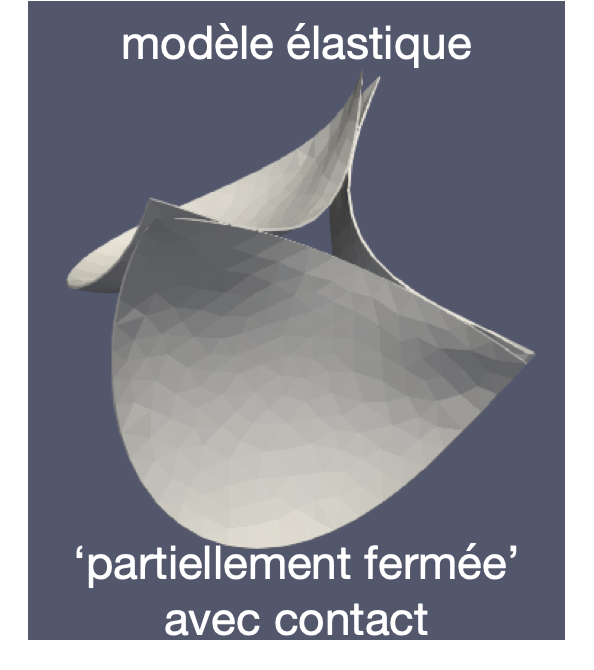 modèle élastique
‘partiellement fermée’
avec contact